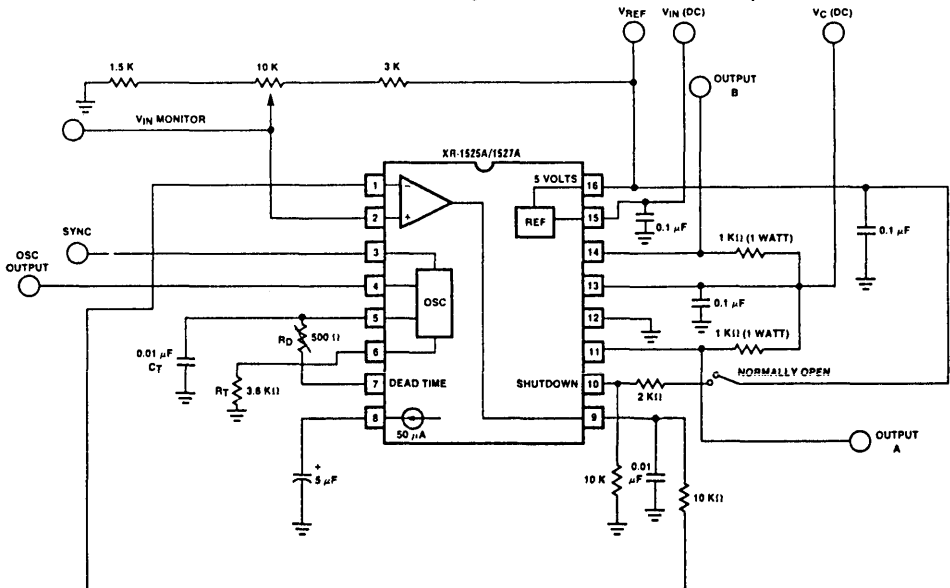 VREF
VIN (DC)
VC (DC)
1.5 K
10 K
3 K
OUTPUT
B
VIN MONITOR
XR-1525A/1527A
5 VOLTS
REF
1
2
3
4
5
6
7
8
16
15
14
13
12
11
10
9
−
+
0.1 µF
0.1 µF
1 KΩ (1 WATT)
SYNC
OSC
OUTPUT
OSC
0.1 µF
1 KΩ (1 WATT)
RD
500 Ω
0.01 µF
CT
RT
3.6 KΩ
DEAD TIME
SHUTDOWN
NORMALLY OPEN
2 KΩ
50 µA
OUTPUT
A
+
5 µF
10 K
0.01
µF
10 KΩ